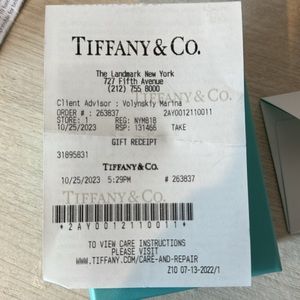 TIFFANY & CO.
The Landmark New York
727 Fifth Avenue
(212) 755 8000
Client Advisor : Volynskiy Marina
ORDER # : 263837 2AY0012110011
STORE: 1 REG: NYM818
10/25/2023 RSP: 131466 TAKE
GIFT RECEIPT
31895831
TIFFANY & CO.
10/25/2023 5:29PM # 263837
*2AY0012110011*
TO VIEW CARE INSTRUCTIONS
PLEASE VISIT
WWW.TIFFANY.COM/CARE-AND-REPAIR
Z10 07-13-2022/1